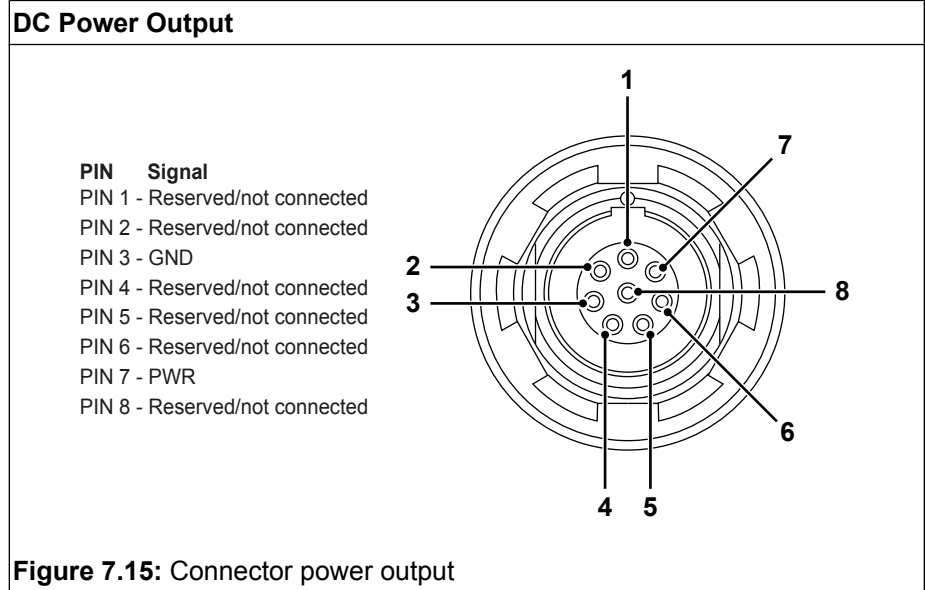 DC Power Output
PIN Signal
PIN 1 - Reserved/not connected
PIN 2 - Reserved/not connected
PIN 3 - GND
PIN 4 - Reserved/not connected
PIN 5 - Reserved/not connected
PIN 6 - Reserved/not connected
PIN 7 - PWR
PIN 8 - Reserved/not connected
1
7
2
8
3
6
4 5
Figure 7.15: Connector power output